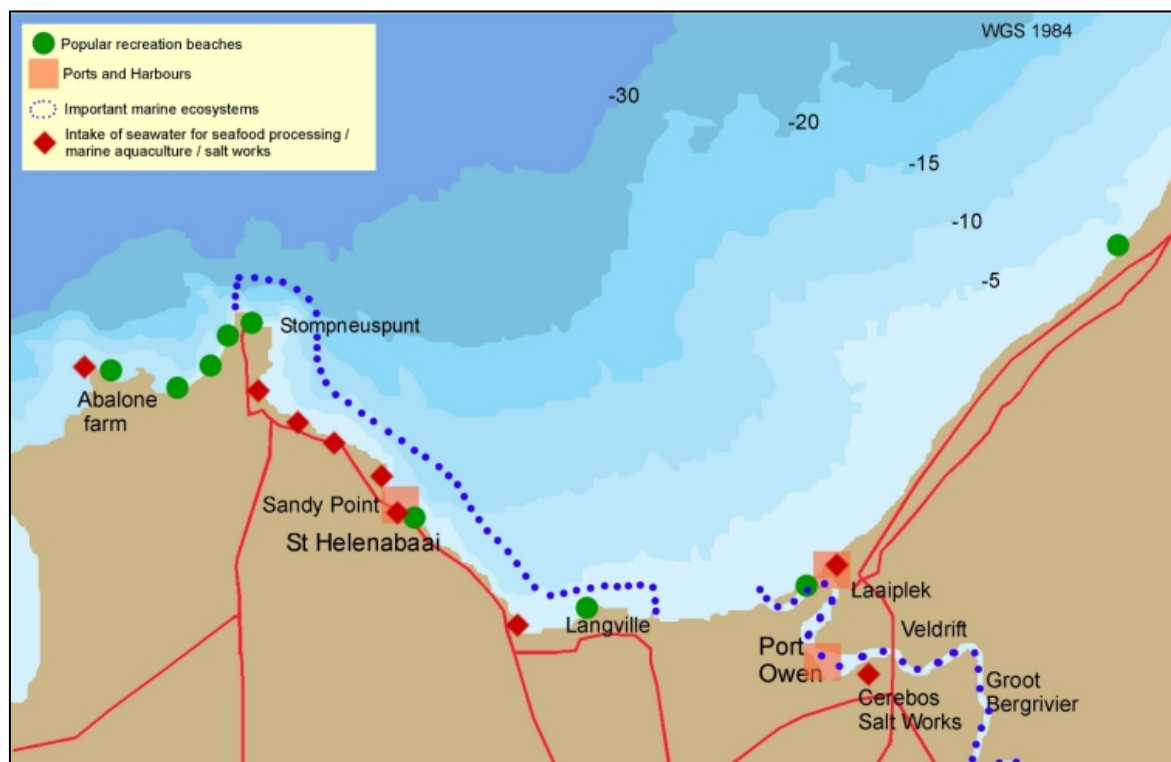 Popular recreation beaches
Ports and Harbours
Important marine ecosystems
Intake of seawater for seafood processing /
marine aquaculture / salt works
WGS 1984
-30
-20
-15
-10
-5
Stompneuspunt
Abalone
farm
Sandy Point
St Helenabaai
Langville
Laaiplek
Veldrift
Port
Owen
Cerebos
Salt Works
Groot
Bergrivier